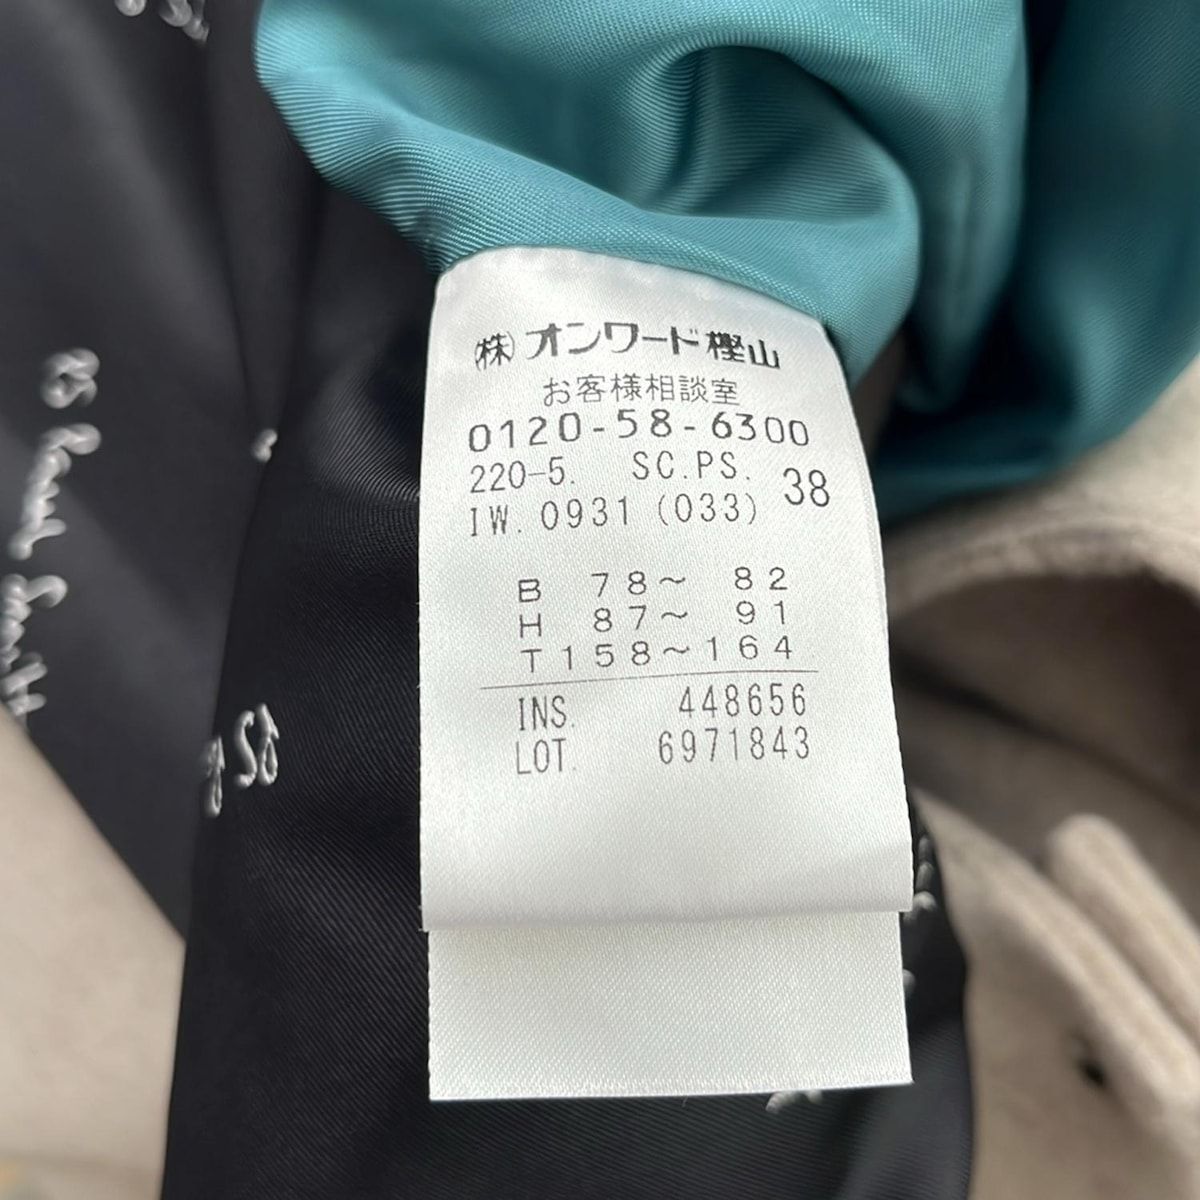 (株)オンワード樫山
お客様相談室
0120-58-6300
220-5. SC.PS. 38
IW. 0931 (033)
B 78～ 82
H 87～ 91
T158～164
INS. 448656
LOT. 6971843